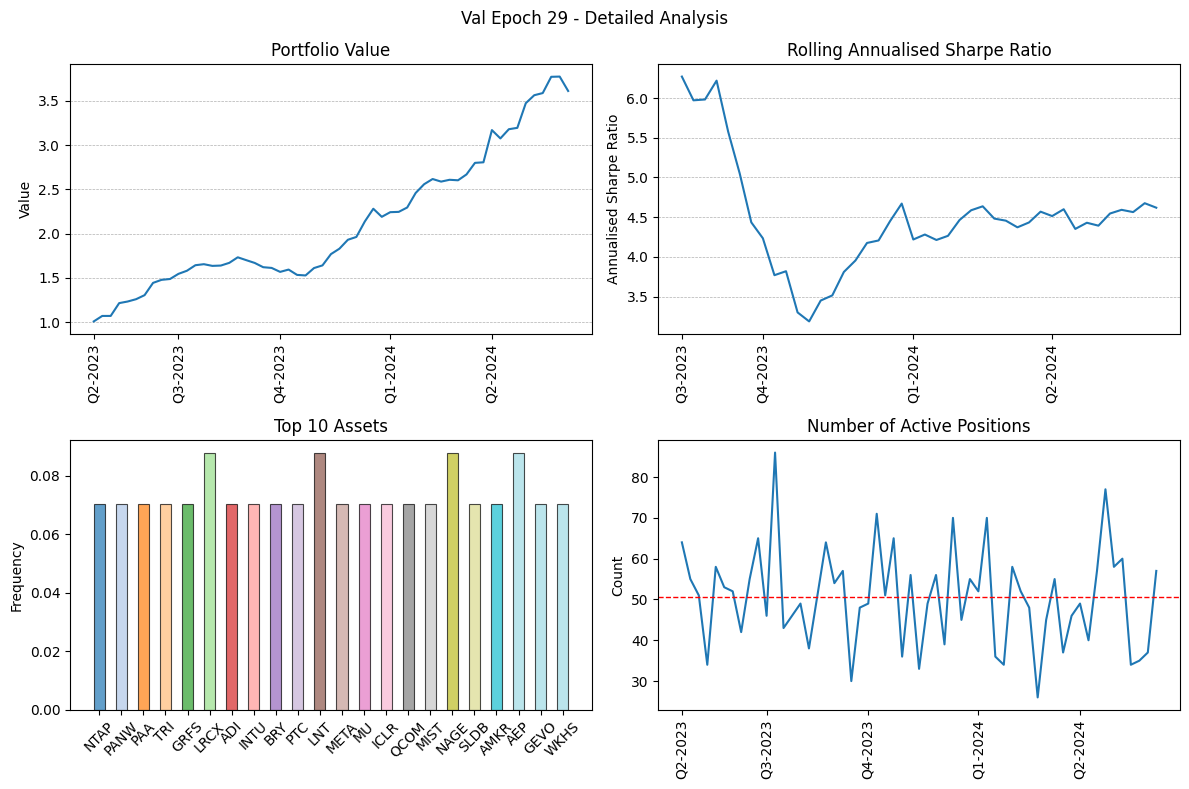 Val Epoch 29 - Detailed Analysis
Portfolio Value
Value
3.5
3.0
2.5
2.0
1.5
1.0
Q2-2023
Q3-2023
Q4-2023
Q1-2024
Q2-2024
Rolling Annualised Sharpe Ratio
Annualised Sharpe Ratio
6.0
5.5
5.0
4.5
4.0
3.5
Q3-2023
Q4-2023
Q1-2024
Q2-2024
Top 10 Assets
Frequency
0.08
0.06
0.04
0.02
0.00
NTAP
PANW
PAA
TRI
GRFS
LRCX
ADI
INTU
BRY
PTC
LNT
META
MU
ICLR
QCOM
MIST
NAGE
SLDB
AMKR
AEP
GEVO
WKHS
Number of Active Positions
Count
80
70
60
50
40
30
Q2-2023
Q3-2023
Q4-2023
Q1-2024
Q2-2024